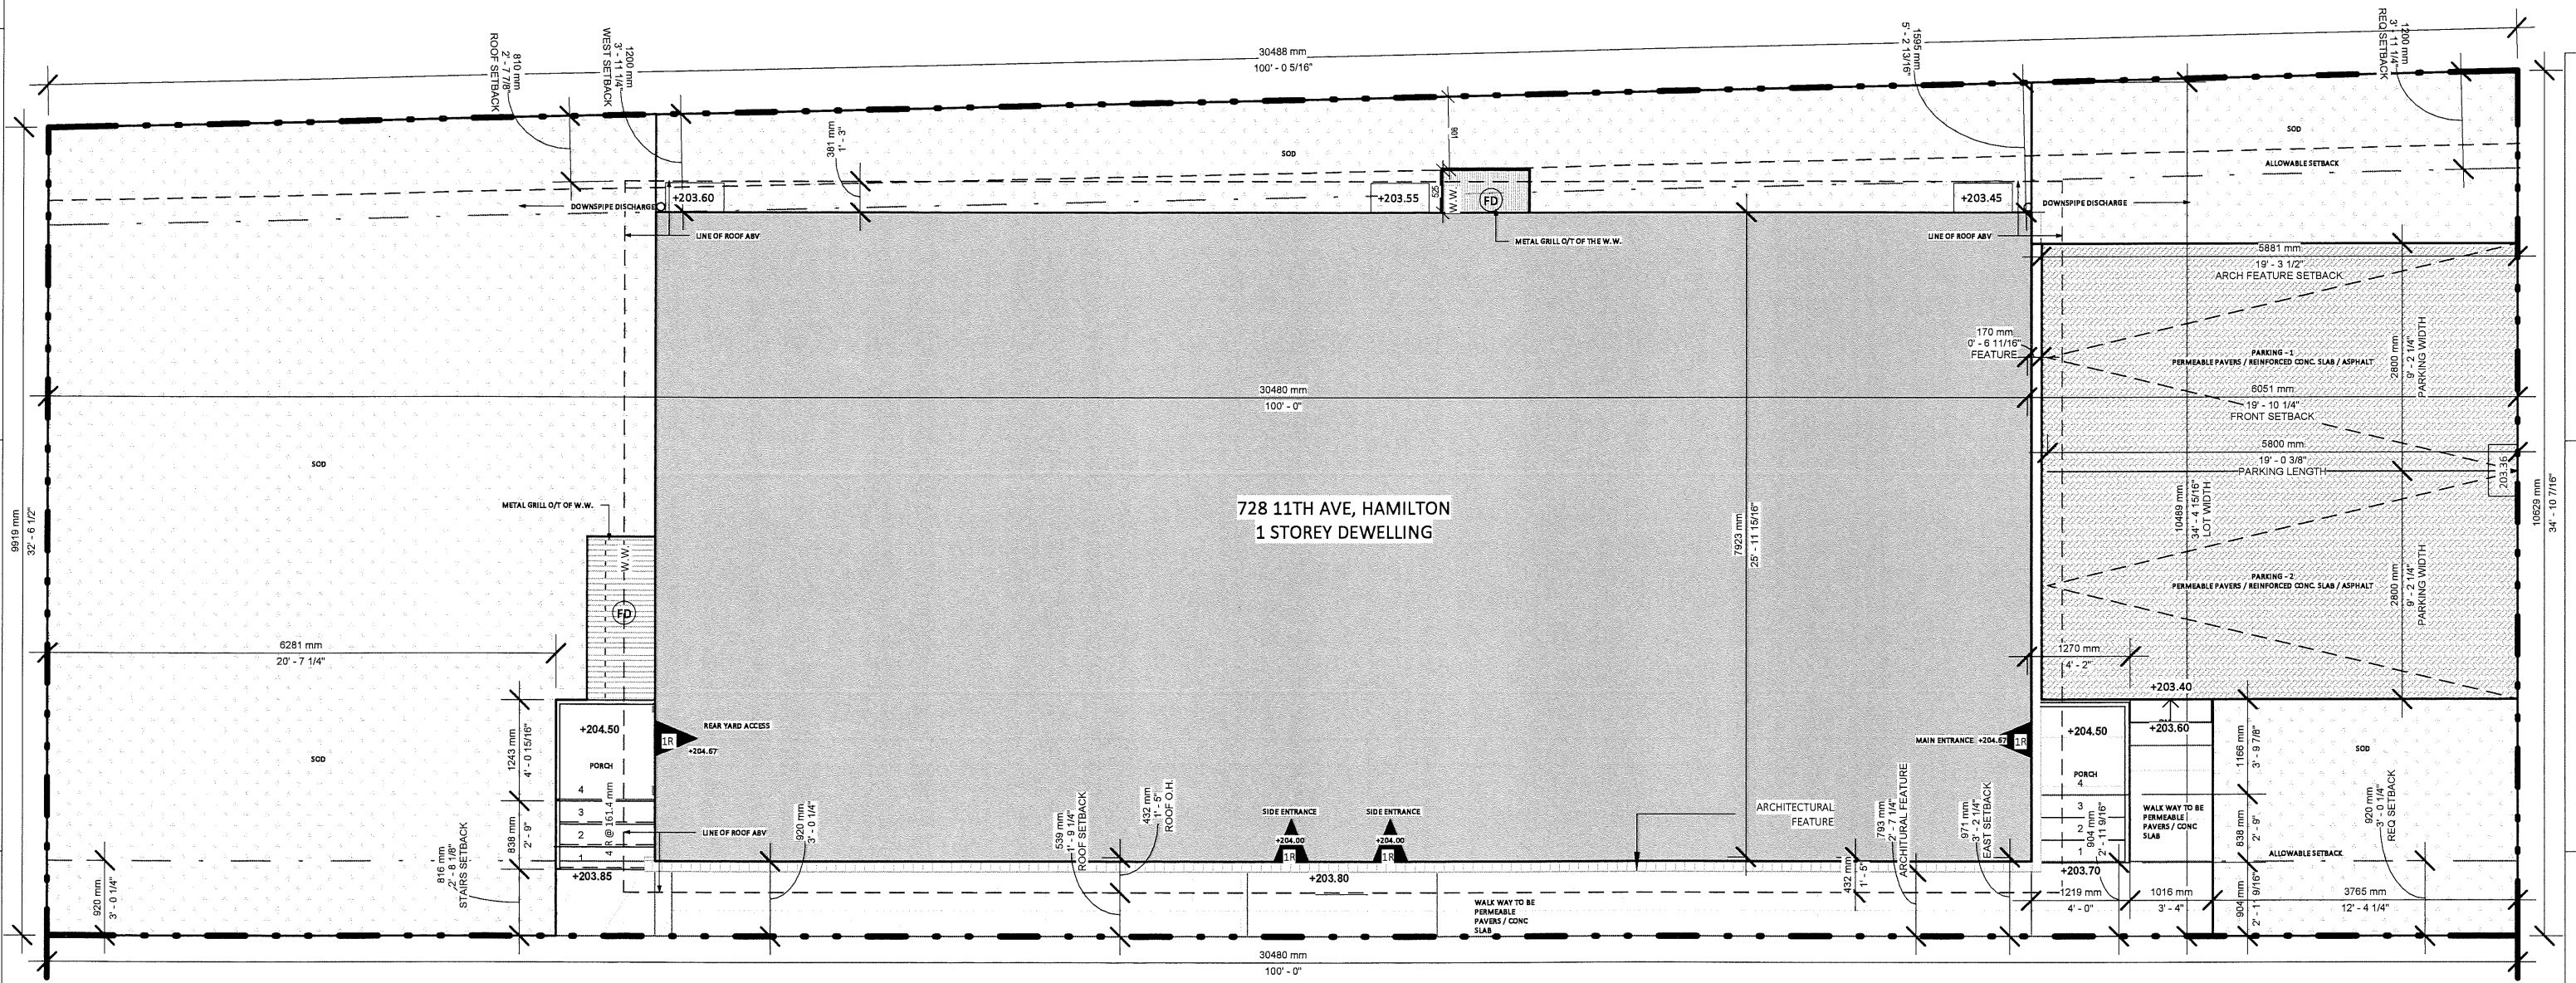 30488 mm
100' - 0 5/16"
810 mm
2' - 7 7/8"
ROOF SETBACK
1200 mm
3' - 11 1/4"
WEST SETBACK
1595 mm
5' - 2 13/16"
1200 mm
3' - 11 1/4"
REQ SETBACK
381 mm
1' - 3"
SOD
901
SOD
ALLOWABLE SETBACK
DOWNSPIPE DISCHARGE
+203.60
+203.55
525
W.W.
FD
+203.45
DOWNSPIPE DISCHARGE
LINE OF ROOF ABV
METAL GRILL O/T OF THE W.W.
LINE OF ROOF ABV
5881 mm
19' - 3 1/2"
ARCH FEATURE SETBACK
170 mm
0' - 6 11/16"
FEATURE
PARKING - 1
PERMEABLE PAVERS / REINFORCED CONC. SLAB / ASPHALT
2800 mm
9' - 2 1/4"
PARKING WIDTH
30480 mm
100' - 0"
6051 mm
19' - 10 1/4"
FRONT SETBACK
5800 mm
19' - 0 3/8"
PARKING LENGTH
203.36
SOD
METAL GRILL O/T OF W.W.
9919 mm
32' - 6 1/2"
728 11TH AVE, HAMILTON
1 STOREY DEWELLING
7923 mm
25' - 11 15/16"
10489 mm
34' - 4 15/16"
LOT WIDTH
10629 mm
34' - 10 7/16"
W.W.
FD
PARKING - 2
PERMEABLE PAVERS / REINFORCED CONC. SLAB / ASPHALT
2800 mm
9' - 2 1/4"
PARKING WIDTH
6281 mm
20' - 7 1/4"
1270 mm
4' - 2"
+203.40
+204.50
REAR YARD ACCESS
1R
+204.67
MAIN ENTRANCE +204.67
1R
+204.50
+203.60
SOD
PORCH
4
3
2
1
4 R @ 161.4 mm
1243 mm
4' - 0 15/16"
838 mm
2' - 9"
SOD
PORCH
4
3
2
1
904 mm
2' - 11 9/16"
WALK WAY TO BE
PERMEABLE
PAVERS / CONC
SLAB
1166 mm
3' - 9 7/8"
838 mm
2' - 9"
920 mm
3' - 0 1/4"
REQ SETBACK
ALLOWABLE SETBACK
LINE OF ROOF ABV
920 mm
3' - 0 1/4"
539 mm
1' - 9 1/4"
ROOF SETBACK
432 mm
1' - 5"
ROOF O.H.
SIDE ENTRANCE
+204.00
1R
SIDE ENTRANCE
+204.00
1R
ARCHITECTURAL
FEATURE
432 mm
1' - 5"
793 mm
2' - 7 1/4"
ARCHITURAL FEATURE
971 mm
3' - 2 1/4"
EAST SETBACK
920 mm
3' - 0 1/4"
816 mm
2' - 8 1/8"
STAIRS SETBACK
+203.85
+203.80
+203.70
WALK WAY TO BE
PERMEABLE
PAVERS / CONC
SLAB
1219 mm
4' - 0"
1016 mm
3' - 4"
904 mm
2' - 11 9/16"
3765 mm
12' - 4 1/4"
30480 mm
100' - 0"